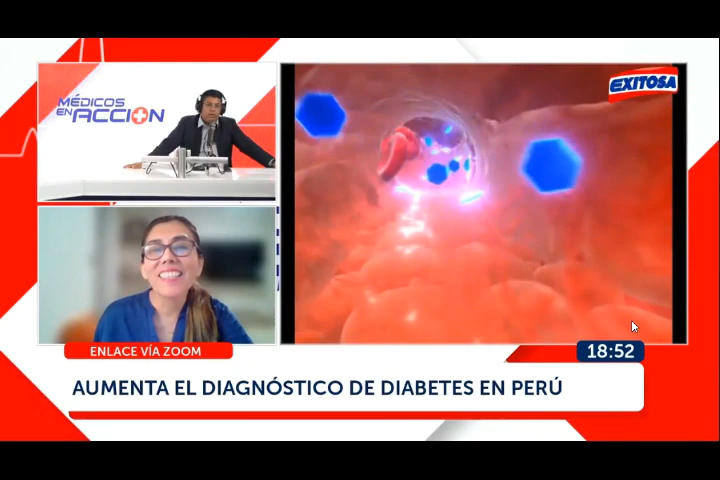 MÉDICOS
EN ACCIÓN
EXITOSA
ENLACE VÍA ZOOM
18:52
AUMENTA EL DIAGNÓSTICO DE DIABETES EN PERÚ